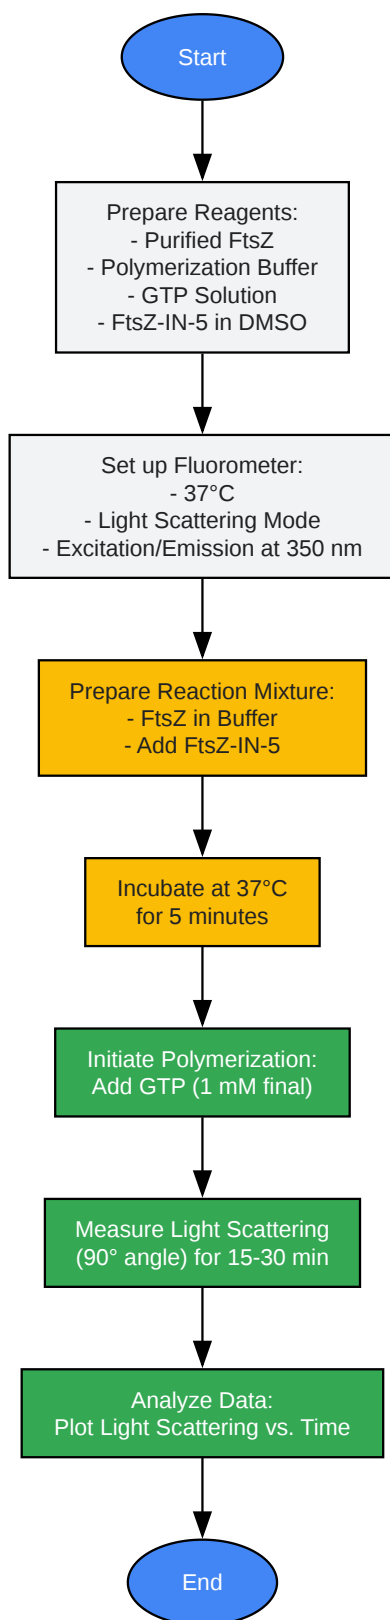 Start
Prepare Reagents:
- Purified FtsZ
- Polymerization Buffer
- GTP Solution
- FtsZ-IN-5 in DMSO
Set up Fluorometer:
- 37°C
- Light Scattering Mode
- Excitation/Emission at 350 nm
Prepare Reaction Mixture:
- FtsZ in Buffer
- Add FtsZ-IN-5
Incubate at 37°C
for 5 minutes
Initiate Polymerization:
Add GTP (1 mM final)
Measure Light Scattering
(90° angle) for 15-30 min
Analyze Data:
Plot Light Scattering vs. Time
End